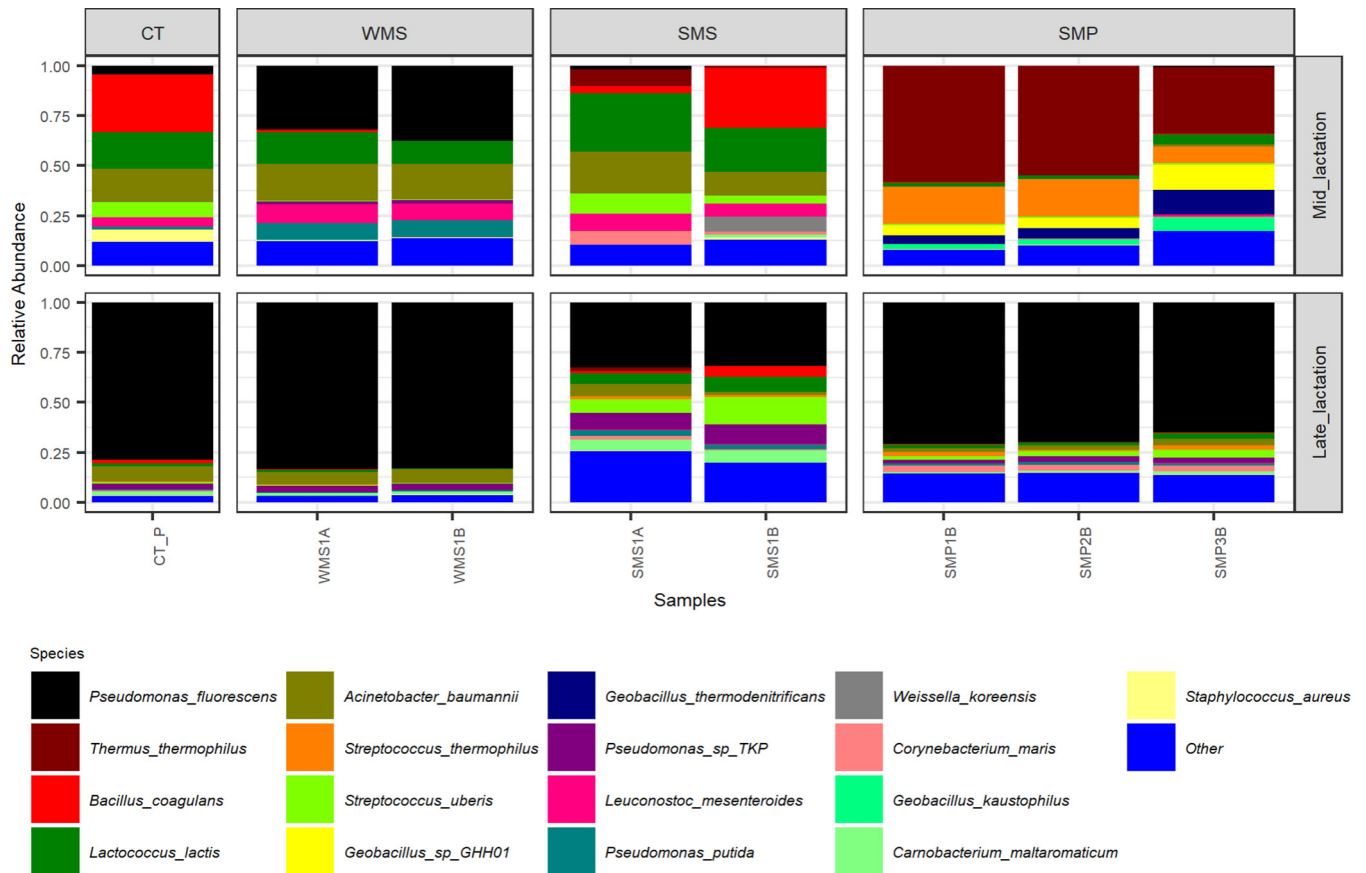 CT WMS SMS SMP
1.00
0.75
0.50
0.25
0.00
Mid_lactation
1.00
0.75
0.50
0.25
0.00
Late_lactation
Relative Abundance
CT_P WMS1A WMS1B SMS1A SMS1B SMP1B SMP2B SMP3B
Samples
Species
Pseudomonas_fluorescens Acinetobacter_baumannii Geobacillus_thermodenitrificans Weissella_koreensis Staphylococcus_aureus
Thermus_thermophilus Streptococcus_thermophilus Pseudomonas_sp_TKP Corynebacterium_maris Other
Bacillus_coagulans Streptococcus_uberis Leuconostoc_mesenteroides Geobacillus_kaustophilus
Lactococcus_lactis Geobacillus_sp_GHH01 Pseudomonas_putida Carnobacterium_maltaromaticum